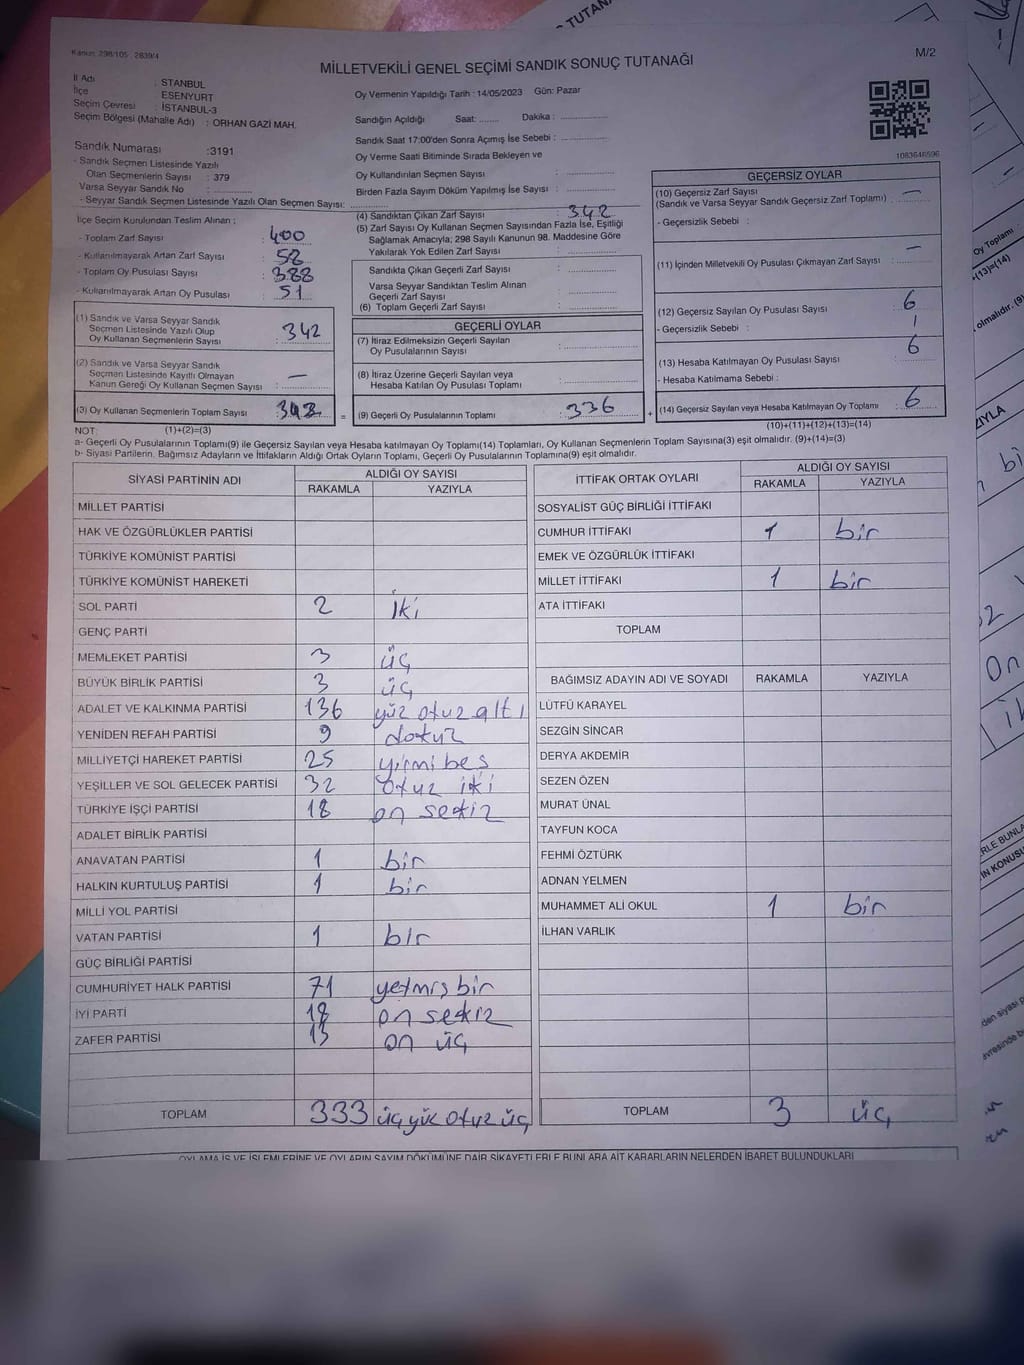 Kanun: 298/105 2839/4
M/2
MİLLETVEKİLİ GENEL SEÇİMİ SANDIK SONUÇ TUTANAĞI
İl Adı : STANBUL
İlçe ESENYURT
Seçim Çevresi : İSTANBUL-3
Seçim Bölgesi (Mahalle Adı) : ORHAN GAZİ MAH.
Sandık Numarası :3191
- Sandık Seçmen Listesinde Yazılı
Olan Seçmenlerin Sayısı : 379
Varsa Seyyar Sandık No :
- Seyyar Sandık Seçmen Listesinde Yazılı Olan Seçmen Sayısı:
Oy Vermenin Yapıldığı Tarih : 14/05/2023 Gün: Pazar
Sandığın Açıldığı Saat: Dakika :
Sandık Saat 17:00'den Sonra Açımış İse Sebebi :
Oy Verme Saati Bitiminde Sırada Bekleyen ve
Oy Kullandırılan Seçmen Sayısı :
Birden Fazla Sayım Döküm Yapılmış İse Sayısı :
1083646596
İlçe Seçim Kurulundan Teslim Alınan :
- Toplam Zarf Sayısı : 400
- Kullanılmayarak Artan Zarf Sayısı : 58
- Toplam Oy Pusulası Sayısı : 388
- Kullanılmayarak Artan Oy Pusulası : 51
(4) Sandıktan Çıkan Zarf Sayısı : 342
(5) Zarf Sayısı Oy Kullanan Seçmen Sayısından Fazla İse, Eşitliği
Sağlamak Amacıyla; 298 Sayılı Kanunun 98. Maddesine Göre
Yakılarak Yok Edilen Zarf Sayısı :
Sandıkta Çıkan Geçerli Zarf Sayısı :
Varsa Seyyar Sandıktan Teslim Alınan
Geçerli Zarf Sayısı :
(6) Toplam Geçerli Zarf Sayısı :
GEÇERSİZ OYLAR
(10) Geçersiz Zarf Sayısı
(Sandık ve Varsa Seyyar Sandık Geçersiz Zarf Toplamı) : —
- Geçersizlik Sebebi :
(11) İçinden Milletvekili Oy Pusulası Çıkmayan Zarf Sayısı : —
(12) Geçersiz Sayılan Oy Pusulası Sayısı : 6
- Geçersizlik Sebebi :
(13) Hesaba Katılmayan Oy Pusulası Sayısı : 6
- Hesaba Katılmama Sebebi :
(1) Sandık ve Varsa Seyyar Sandık
Seçmen Listesinde Yazılı Olup
Oy Kullanan Seçmenlerin Sayısı : 342
(2) Sandık ve Varsa Seyyar Sandık
Seçmen Listesinde Kayıtlı Olmayan
Kanun Gereği Oy Kullanan Seçmen Sayısı : —
GEÇERLİ OYLAR
(7) İtiraz Edilmeksizin Geçerli Sayılan
Oy Pusulalarının Sayısı :
(8) İtiraz Üzerine Geçerli Sayılan veya
Hesaba Katılan Oy Pusulası Toplamı :
(3) Oy Kullanan Seçmenlerin Toplam Sayısı : 342 = (9) Geçerli Oy Pusulalarının Toplamı : 336 + (14) Geçersiz Sayılan veya Hesaba Katılmayan Oy Toplamı : 6
NOT: (1)+(2)=(3) (10)+(11)+(12)+(13)=(14)
a- Geçerli Oy Pusulalarının Toplamı(9) ile Geçersiz Sayılan veya Hesaba katılmayan Oy Toplamı(14) Toplamları, Oy Kullanan Seçmenlerin Toplam Sayısına(3) eşit olmalıdır. (9)+(14)=(3)
b- Siyasi Partilerin, Bağımsız Adayların ve İttifakların Aldığı Ortak Oyların Toplamı, Geçerli Oy Pusulalarının Toplamına(9) eşit olmalıdır.
SİYASİ PARTİNİN ADI ALDIĞI OY SAYISI
RAKAMLA YAZIYLA
MİLLET PARTİSİ
HAK VE ÖZGÜRLÜKLER PARTİSİ
TÜRKİYE KOMÜNİST PARTİSİ
TÜRKİYE KOMÜNİST HAREKETİ
SOL PARTİ 2 iki
GENÇ PARTİ
MEMLEKET PARTİSİ 3 üç
BÜYÜK BİRLİK PARTİSİ 3 üç
ADALET VE KALKINMA PARTİSİ 136 yüz otuz altı
YENİDEN REFAH PARTİSİ 9 dokuz
MİLLİYETÇİ HAREKET PARTİSİ 25 yirmi bes
YEŞİLLER VE SOL GELECEK PARTİSİ 32 otuz iki
TÜRKİYE İŞÇİ PARTİSİ 18 on sekiz
ADALET BİRLİK PARTİSİ
ANAVATAN PARTİSİ 1 bir
HALKIN KURTULUŞ PARTİSİ 1 bir
MİLLİ YOL PARTİSİ
VATAN PARTİSİ 1 bir
GÜÇ BİRLİĞİ PARTİSİ
CUMHURİYET HALK PARTİSİ 71 yetmiş bir
İYİ PARTİ 18 on sekiz
ZAFER PARTİSİ 13 on üç
TOPLAM 333 üç yüz otuz üç
İTTİFAK ORTAK OYLARI ALDIĞI OY SAYISI
RAKAMLA YAZIYLA
SOSYALİST GÜÇ BİRLİĞİ İTTİFAKI
CUMHUR İTTİFAKI 1 bir
EMEK VE ÖZGÜRLÜK İTTİFAKI
MİLLET İTTİFAKI 1 bir
ATA İTTİFAKI
TOPLAM
BAĞIMSIZ ADAYIN ADI VE SOYADI RAKAMLA YAZIYLA
LÜTFÜ KARAYEL
SEZGİN SİNCAR
DERYA AKDEMİR
SEZEN ÖZEN
MURAT ÜNAL
TAYFUN KOCA
FEHMİ ÖZTÜRK
ADNAN YELMEN
MUHAMMET ALİ OKUL 1 bir
İLHAN VARLIK
TOPLAM 3 üç
OYLAMA İŞ VE İŞLEMLERİNE VE OYLARIN SAYIM DÖKÜMÜNE DAİR ŞİKAYETLERLE BUNLARA AİT KARARLARIN NELERDEN İBARET BULUNDUKLARI